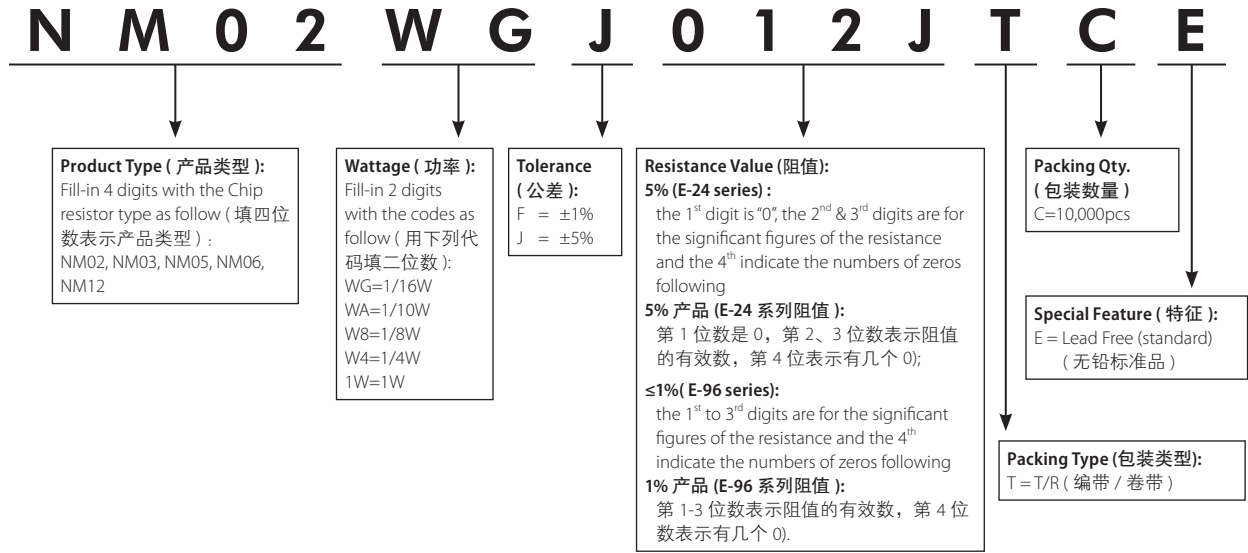 N M 0 2 W G J 0 1 2 J T C E
Product Type ( 产品类型 ):
Fill-in 4 digits with the Chip
resistor type as follow ( 填四位
数表示产品类型 ) :
NM02, NM03, NM05, NM06,
NM12
Wattage ( 功率 ):
Fill-in 2 digits
with the codes as
follow ( 用下列代
码填二位数 ):
WG=1/16W
WA=1/10W
W8=1/8W
W4=1/4W
1W=1W
Tolerance
( 公差 ):
F = ±1%
J = ±5%
Resistance Value (阻值):
5% (E-24 series) :
the 1st digit is “0”, the 2nd & 3rd digits are for
the significant figures of the resistance
and the 4th indicate the numbers of zeros
following
5% 产品 (E-24 系列阻值 ):
第 1 位数是 0，第 2、3 位数表示阻值
的有效数，第 4 位表示有几个 0);
≤1%( E-96 series):
the 1st to 3rd digits are for the significant
figures of the resistance and the 4th
indicate the numbers of zeros following
1% 产品 (E-96 系列阻值 ):
第 1-3 位数表示阻值的有效数，第 4 位
数表示有几个 0).
Packing Qty.
( 包装数量 )
C=10,000pcs
Special Feature ( 特征 ):
E = Lead Free (standard)
( 无铅标准品 )
Packing Type (包装类型):
T = T/R ( 编带 / 卷带 )